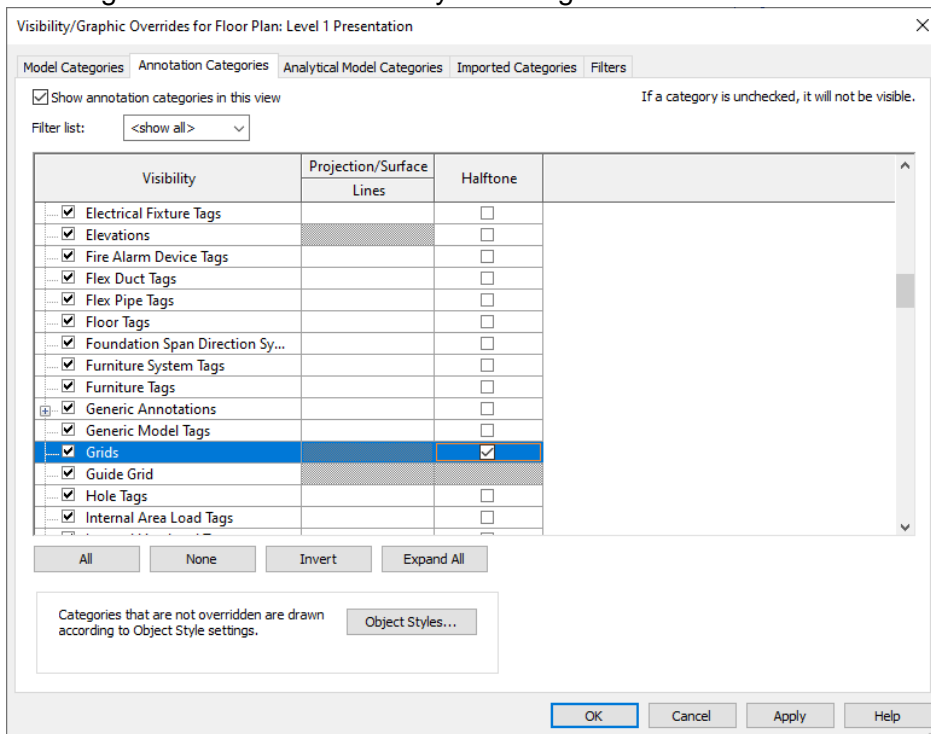 Visibility/Graphic Overrides for Floor Plan: Level 1 Presentation
Model Categories Annotation Categories Analytical Model Categories Imported Categories Filters
Show annotation categories in this view
If a category is unchecked, it will not be visible.
Filter list: <show all>
Visibility Projection/Surface Halftone
Lines
Electrical Fixture Tags
Elevations
Fire Alarm Device Tags
Flex Duct Tags
Flex Pipe Tags
Floor Tags
Foundation Span Direction Sy...
Furniture System Tags
Furniture Tags
Generic Annotations
Generic Model Tags
Grids
Guide Grid
Hole Tags
Internal Area Load Tags
All None Invert Expand All
Categories that are not overridden are drawn
according to Object Style settings.
Object Styles...
OK Cancel Apply Help